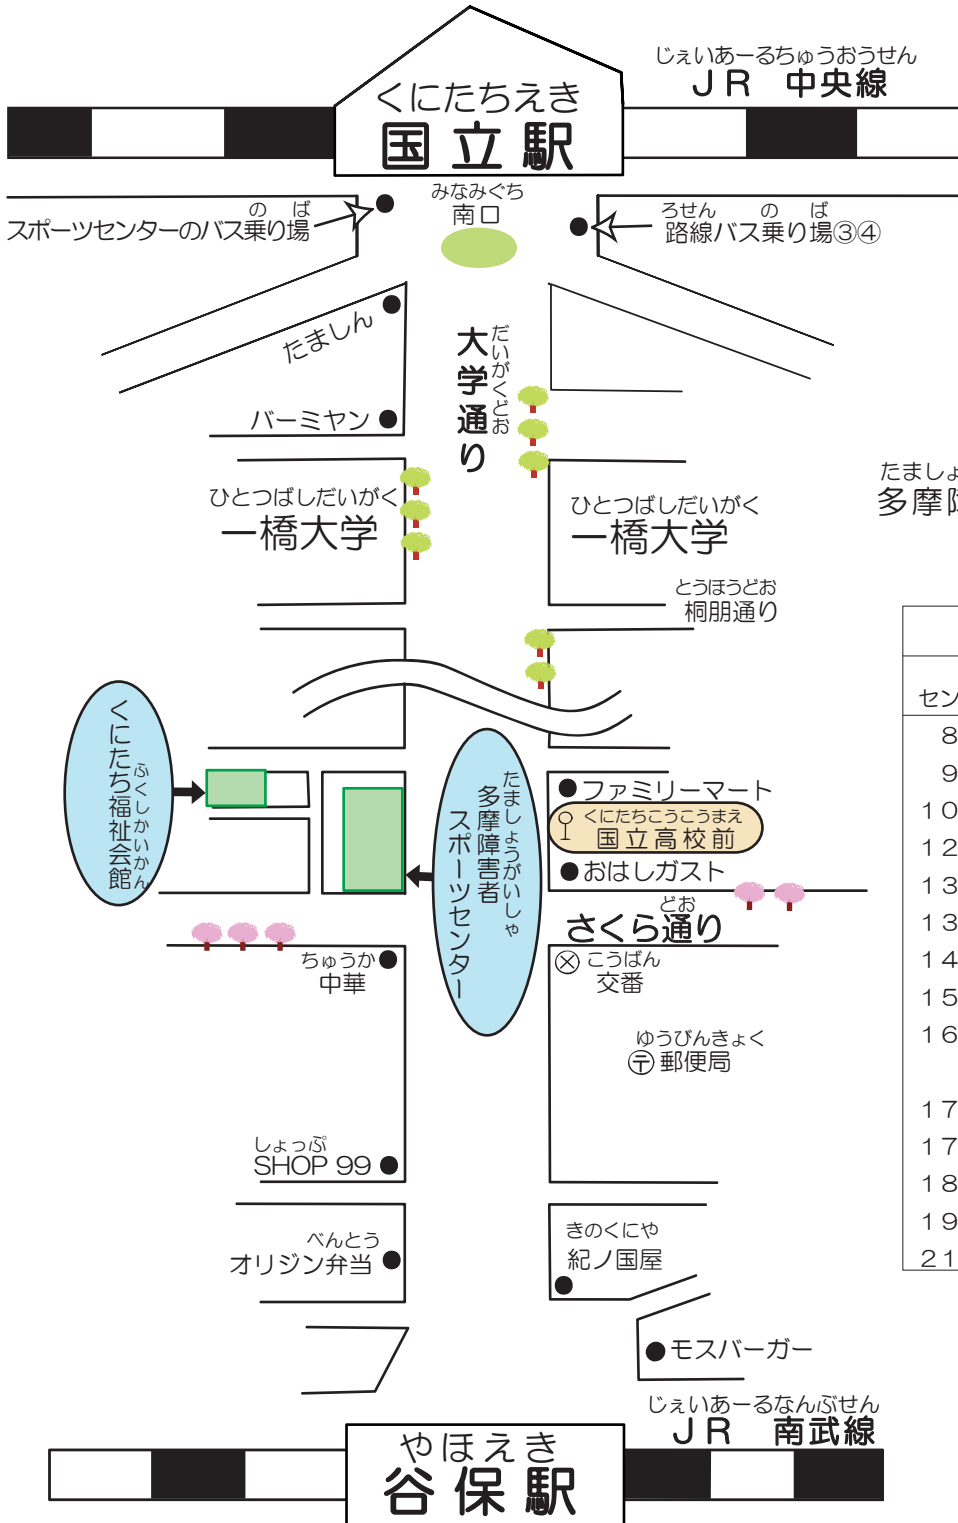 じぇいあーるちゅうおうせん
JR 中央線
くにたちえき
国立駅
みなみぐち
南口
のば
スポーツセンターのバス乗り場
ろせん のば
路線バス乗り場③④
たましん
だいがくどお
大学通り
バーミヤン
ひとつばしだいがく
一橋大学
ひとつばしだいがく
一橋大学
たましょ
多摩障
とうほうどお
桐朋通り
セン
8
9
10
12
13
13
14
15
16
17
17
18
19
21
ふくしかいかん
くにたち福祉会館
たましょうがいしゃ
多摩障害者
スポーツセンター
ファミリーマート
くにたちこうこうまえ
国立高校前
おはしガスト
どお
さくら通り
ちゅうか
中華
こうばん
交番
ゆうびんきょく
〒郵便局
しょっぷ
SHOP 99
べんとう
オリジン弁当
きのくにや
紀ノ国屋
モスバーガー
じぇいあーるなんぶせん
JR 南武線
やほえき
谷保駅